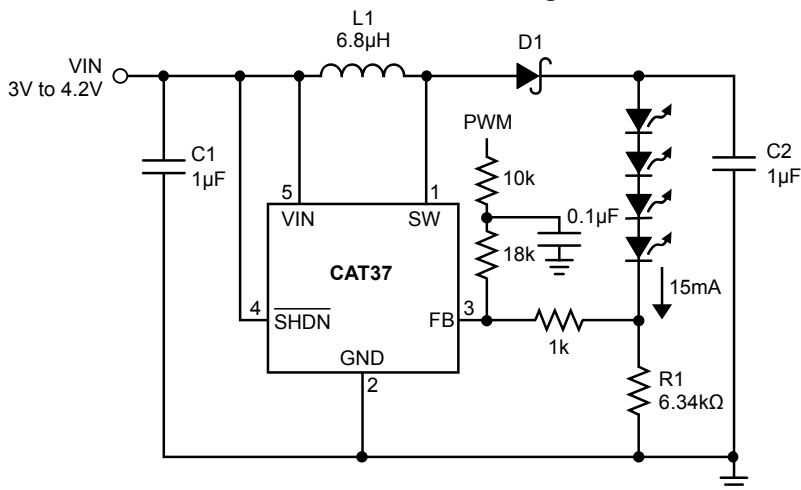 L1
6.8µH
D1
VIN
3V to 4.2V
PWM
C1
1µF
10k
C2
1µF
0.1µF
5
1
VIN
SW
18k
CAT37
15mA
4
3
SHDN
FB
1k
GND
2
R1
6.34kΩ